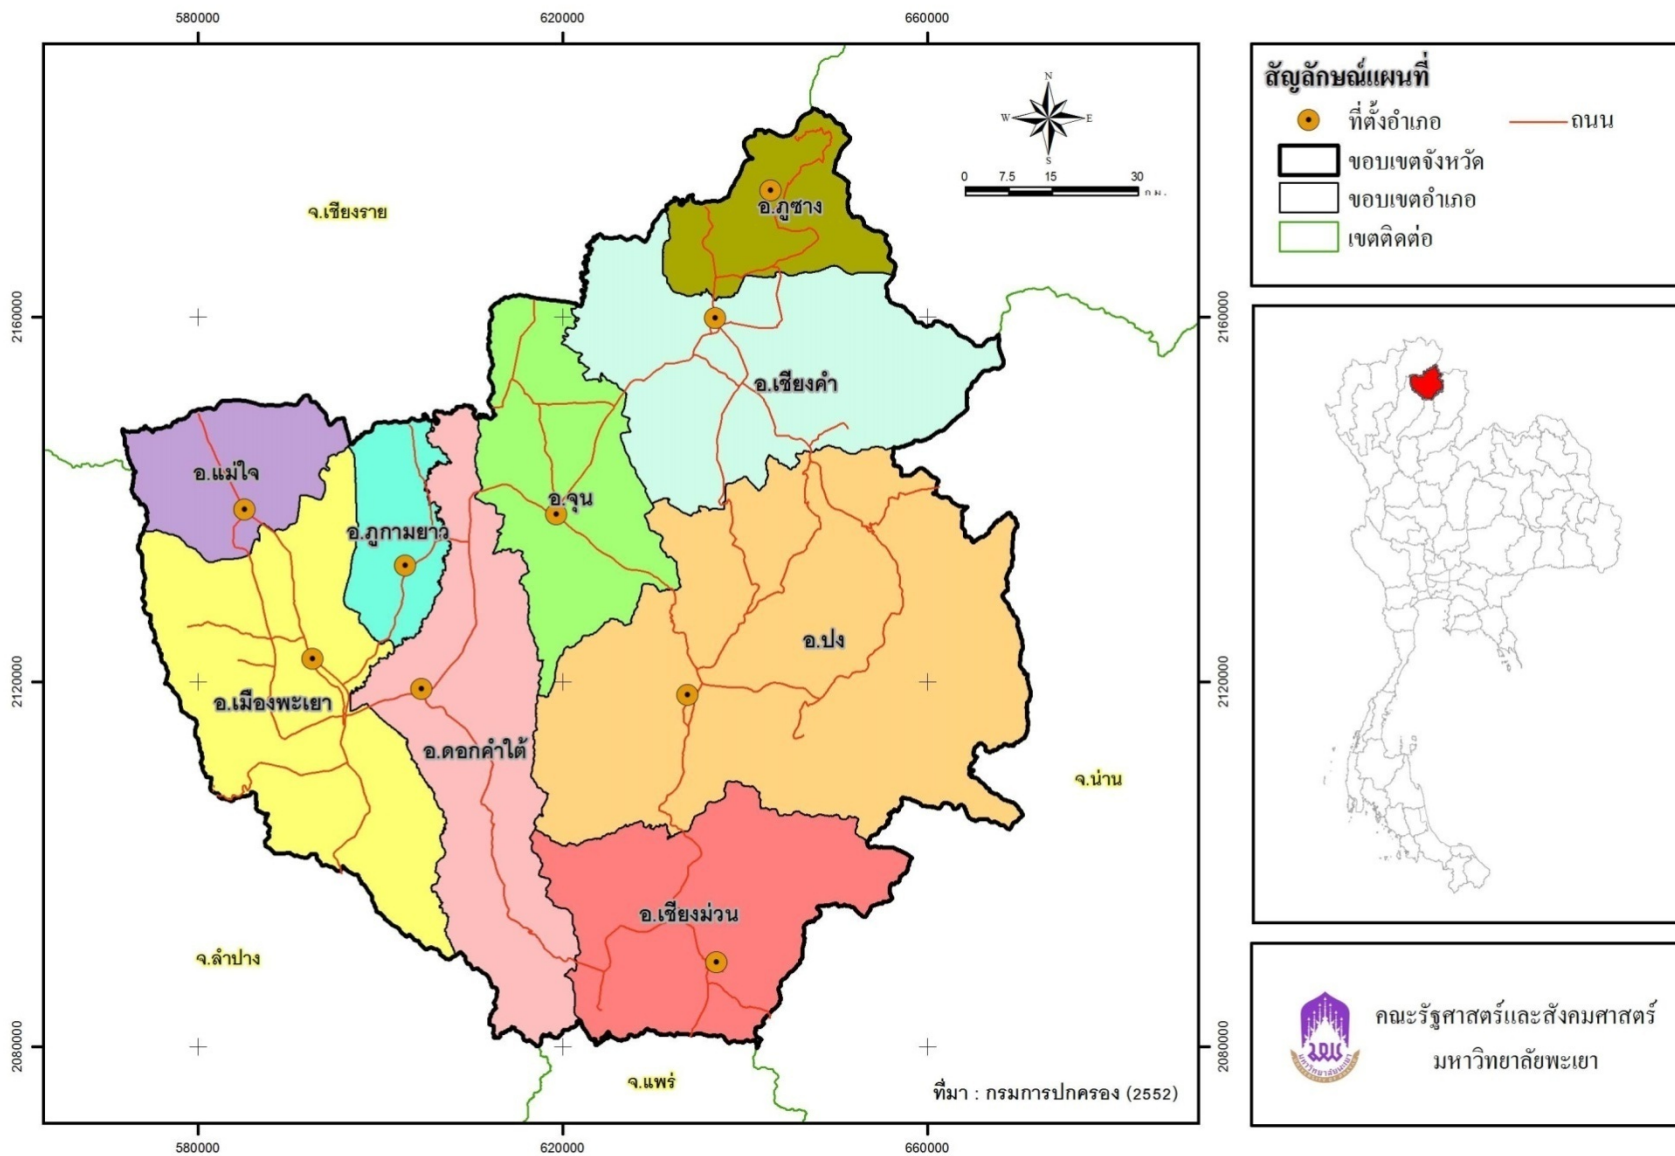 580000
620000
660000
N
W
E
S
0
7.5
15
30
ก.ม.
จ.เชียงราย
อ.ภูซาง
2160000
2160000
อ.เชียงคำ
อ.แม่ใจ
อ.จุน
อ.ภูกามยาว
อ.ปง
2120000
2120000
อ.เมืองพะเยา
อ.ดอกคำใต้
จ.น่าน
อ.เชียงม่วน
จ.ลำปาง
2080000
2080000
จ.แพร่
ที่มา : กรมการปกครอง (2552)
580000
620000
660000
สัญลักษณ์แผนที่
ที่ตั้งอำเภอ
ถนน
ขอบเขตจังหวัด
ขอบเขตอำเภอ
เขตติดต่อ
คณะรัฐศาสตร์และสังคมศาสตร์
มหาวิทยาลัยพะเยา